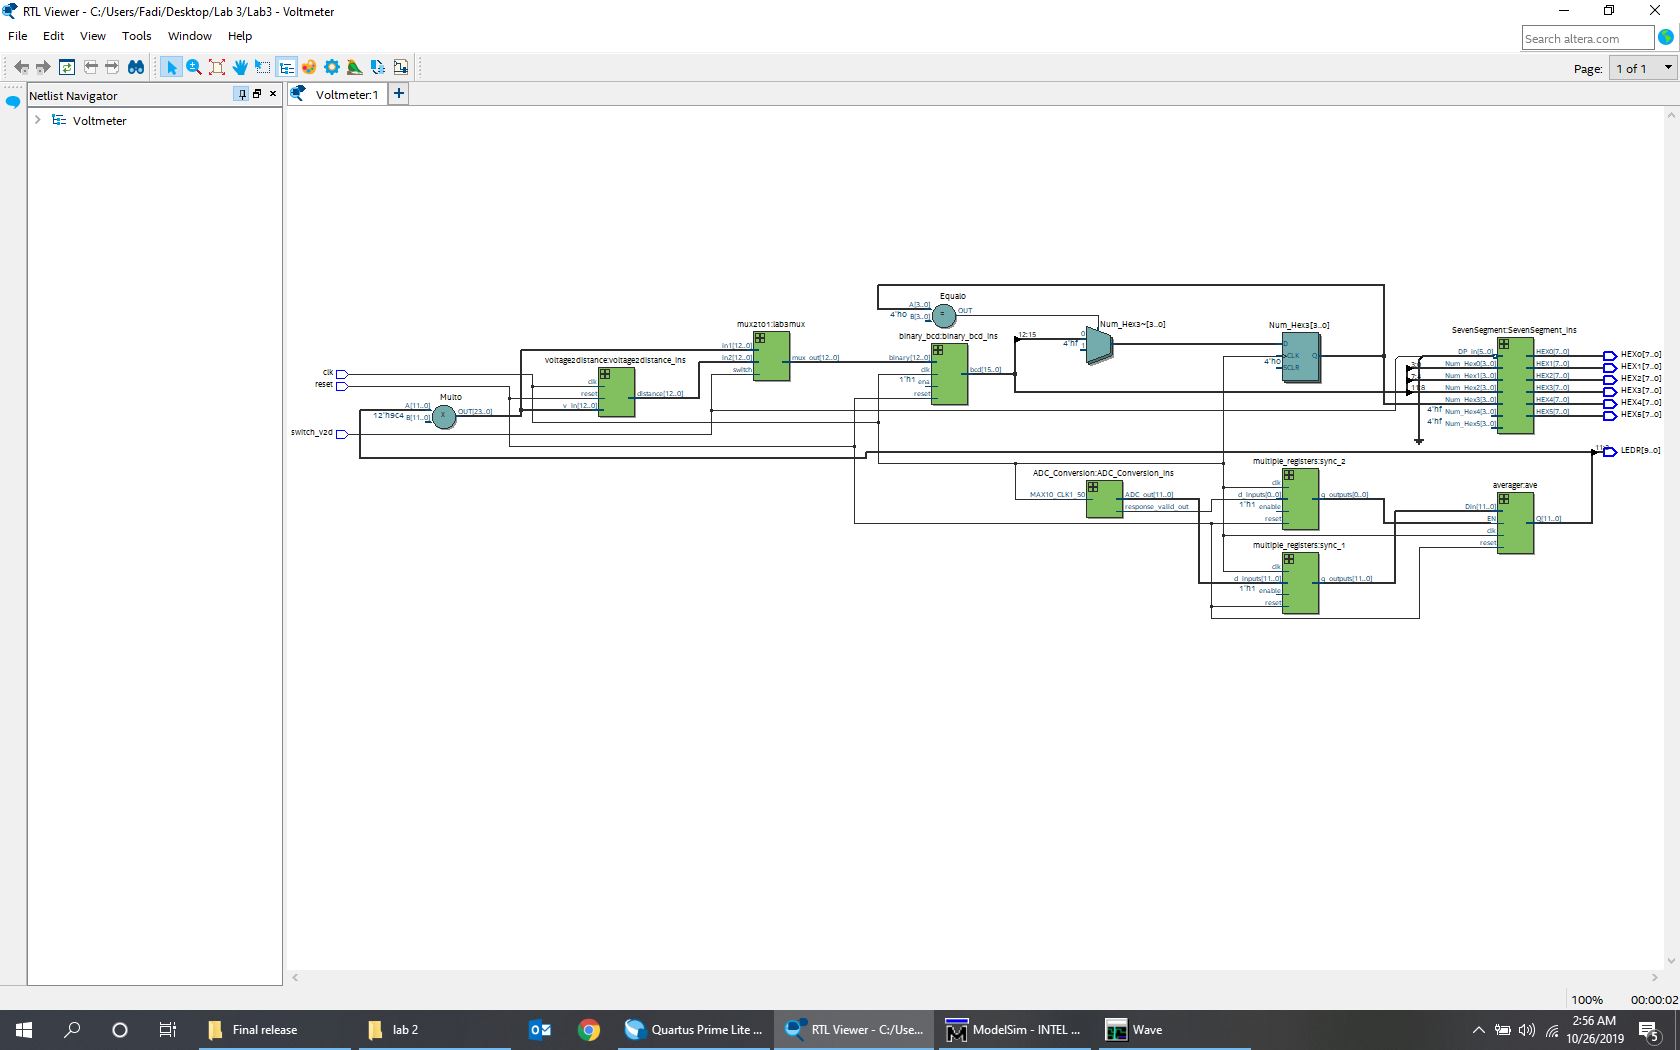 RTL Viewer - C:/Users/Fadi/Desktop/Lab 3/Lab3 - Voltmeter
File Edit View Tools Window Help
Search altera.com
Page: 1 of 1
Netlist Navigator
Voltmeter:1
Voltmeter
Equal0
A[3..0]
OUT
4'h0 B[3..0]
mux2to1:lab3mux
in1[12..0]
in2[12..0]
mux_out[12..0]
switch
binary_bcd:binary_bcd_ins
binary[12..0]
clk
bcd[15..0]
1'h1 ena
reset
12:15
Num_Hex3~[3..0]
0
4'hf 1
Num_Hex3[3..0]
D
CLK
Q
4'h0
SCLR
SevenSegment:SevenSegment_ins
DP_in[5..0]
HEX0[7..0]
HEX0[7..0]
Num_Hex0[3..0]
HEX1[7..0]
HEX1[7..0]
Num_Hex1[3..0]
HEX2[7..0]
HEX2[7..0]
Num_Hex2[3..0]
HEX3[7..0]
HEX3[7..0]
Num_Hex3[3..0]
HEX4[7..0]
HEX4[7..0]
4'hf Num_Hex4[3..0]
HEX5[7..0]
HEX5[7..0]
4'hf Num_Hex5[3..0]
voltage2distance:voltage2distance_ins
clk
reset
distance[12..0]
v_in[12..0]
clk
reset
switch_v2d
Mult0
A[11..0]
OUT[23..0]
12'h9C4 B[11..0]
LEDR[9..0]
ADC_Conversion:ADC_Conversion_ins
MAX10_CLK1_50
ADC_out[11..0]
response_valid_out
multiple_registers:sync_2
clk
d_inputs[0..0]
q_outputs[0..0]
1'h1 enable
reset
multiple_registers:sync_1
clk
d_inputs[11..0]
q_outputs[11..0]
1'h1 enable
reset
averager:ave
Din[11..0]
EN
Q[11..0]
clk
reset
100% 00:00:02
Final release
lab 2
Quartus Prime Lite ...
RTL Viewer - C:/Use...
ModelSim - INTEL ...
Wave
2:56 AM
10/26/2019
5